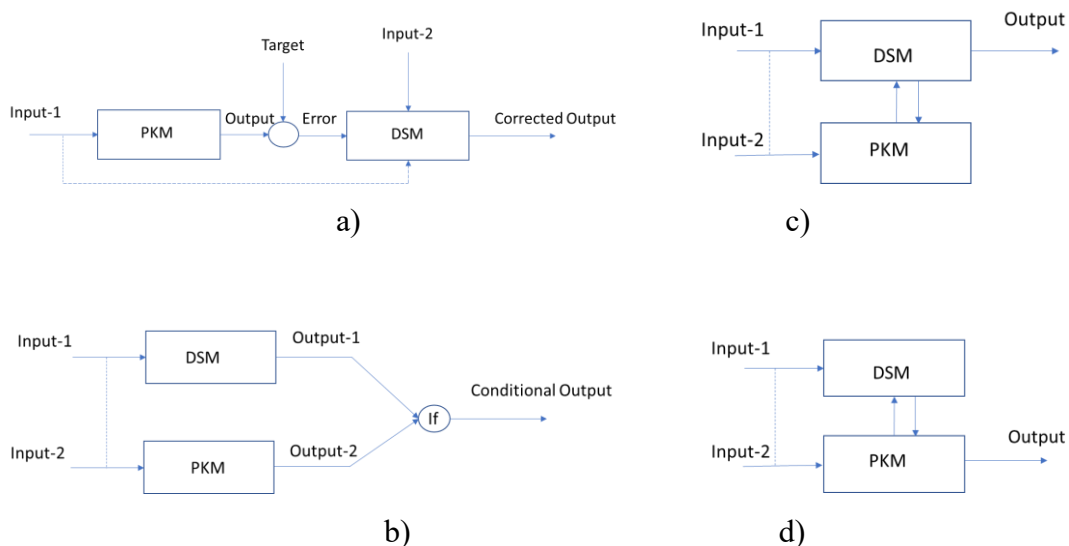 Target
Input-2
Input-1
PKM
Output
Error
DSM
Corrected Output
a)
Output
Input-1
DSM
Input-2
PKM
c)
Input-1
DSM
Output-1
If
Conditional Output
Input-2
PKM
Output-2
b)
Input-1
DSM
Output
Input-2
PKM
d)